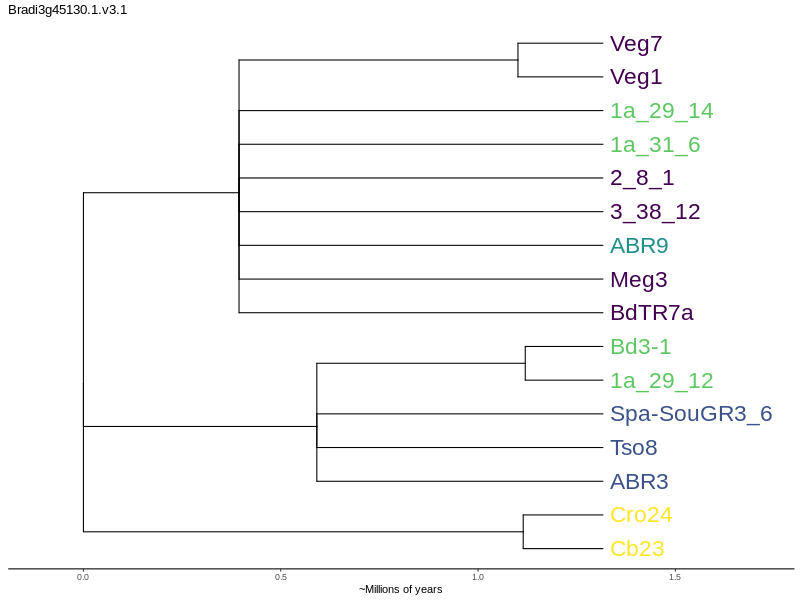 Bradi3g45130.1.v3.1
Veg7
Veg1
1a_29_14
1a_31_6
2_8_1
3_38_12
ABR9
Meg3
BdTR7a
Bd3-1
1a_29_12
Spa-SouGR3_6
Tso8
ABR3
Cro24
Cb23
0.0 0.5 1.0 1.5
~Millions of years